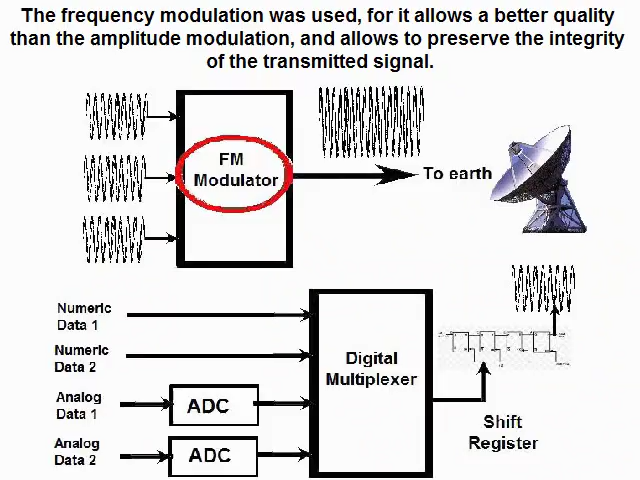 The frequency modulation was used, for it allows a better quality
than the amplitude modulation, and allows to preserve the integrity
of the transmitted signal.
FM
Modulator
To earth
Numeric
Data 1
Numeric
Data 2
Analog
Data 1
ADC
Analog
Data 2
ADC
Digital
Multiplexer
Shift
Register